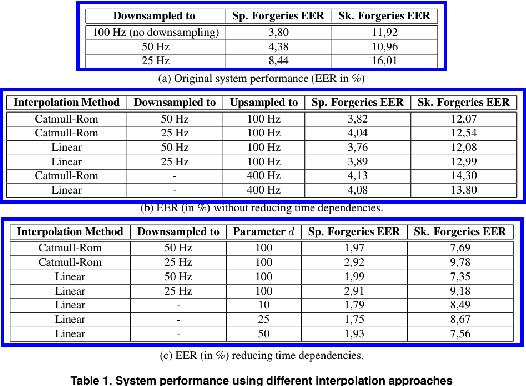 Downsampled to Sp. Forgeries EER Sk. Forgeries EER
100 Hz (no downsampling) 3,80 11,92
50 Hz 4,38 10,96
25 Hz 8,44 16,01
(a) Original system performance (EER in %)
Interpolation Method Downsampled to Upsampled to Sp. Forgeries EER Sk. Forgeries EER
Catmull-Rom 50 Hz 100 Hz 3,82 12,07
Catmull-Rom 25 Hz 100 Hz 4,04 12,54
Linear 50 Hz 100 Hz 3,76 12,08
Linear 25 Hz 100 Hz 3,89 12,99
Catmull-Rom - 400 Hz 4,13 14,30
Linear - 400 Hz 4,08 13,80
(b) EER (in %) without reducing time dependencies.
Interpolation Method Downsampled to Parameter d Sp. Forgeries EER Sk. Forgeries EER
Catmull-Rom 50 Hz 100 1,97 7,69
Catmull-Rom 25 Hz 100 2,92 9,78
Linear 50 Hz 100 1,99 7,35
Linear 25 Hz 100 2,91 9,18
Linear - 10 1,79 8,49
Linear - 25 1,75 8,67
Linear - 50 1,93 7,56
(c) EER (in %) reducing time dependencies.
Table 1. System performance using different interpolation approaches